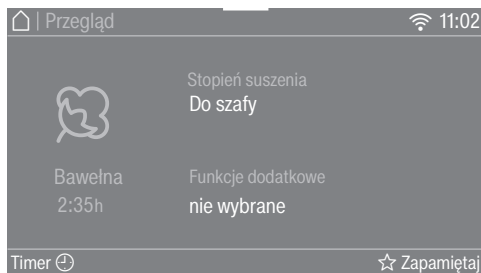 | Przegląd 11:02
Stopień suszenia
Do szafy
Bawełna
2:35h
Funkcje dodatkowe
nie wybrane
Timer
Zapamiętaj